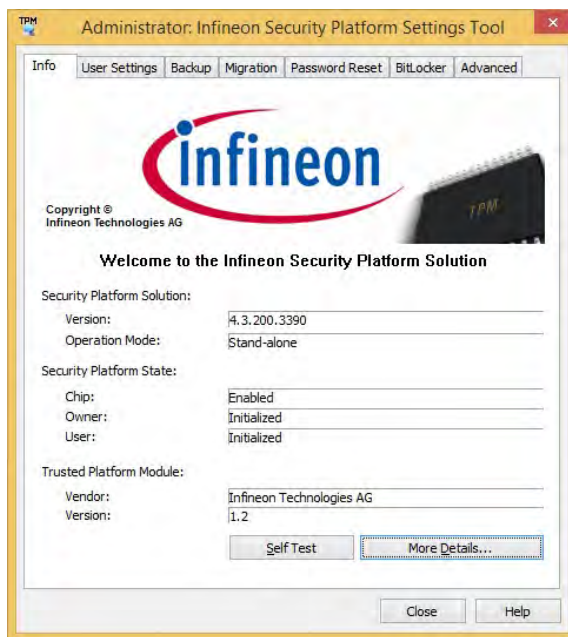 TPM
Administrator: Infineon Security Platform Settings Tool
x
Info User Settings Backup Migration Password Reset BitLocker Advanced
infineon
TPM
Copyright ©
Infineon Technologies AG
Welcome to the Infineon Security Platform Solution
Security Platform Solution:
Version: 4.3.200.3390
Operation Mode: Stand-alone
Security Platform State:
Chip: Enabled
Owner: Initialized
User: Initialized
Trusted Platform Module:
Vendor: Infineon Technologies AG
Version: 1.2
Self Test More Details...
Close Help